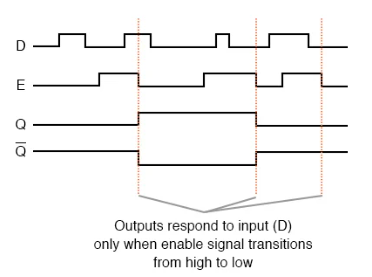 D
E
Q
Q̅
Outputs respond to input (D)
only when enable signal transitions
from high to low